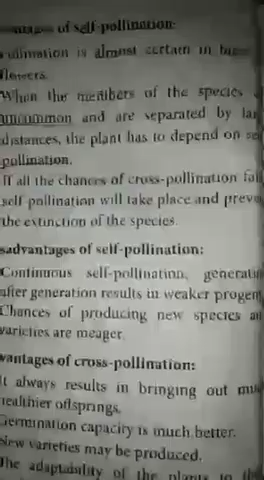 of self-pollination:
Pollination is almost certain in
flowers.
When the members of the species
uncommon and are separated by
distances, the plant has to depend on
pollination.
If all the chances of cross-pollination
self-pollination will take place and
the extinction of the species.
sadvantages of self-pollination:
Continuous self-pollination, generati
after generation results in weaker progen
Chances of producing new species
varieties are meager.
vantages of cross-pollination:
It always results in bringing out
healthier offsprings.
Germination capacity is much better.
New varieties may be produced.
The adaptability of the plants to